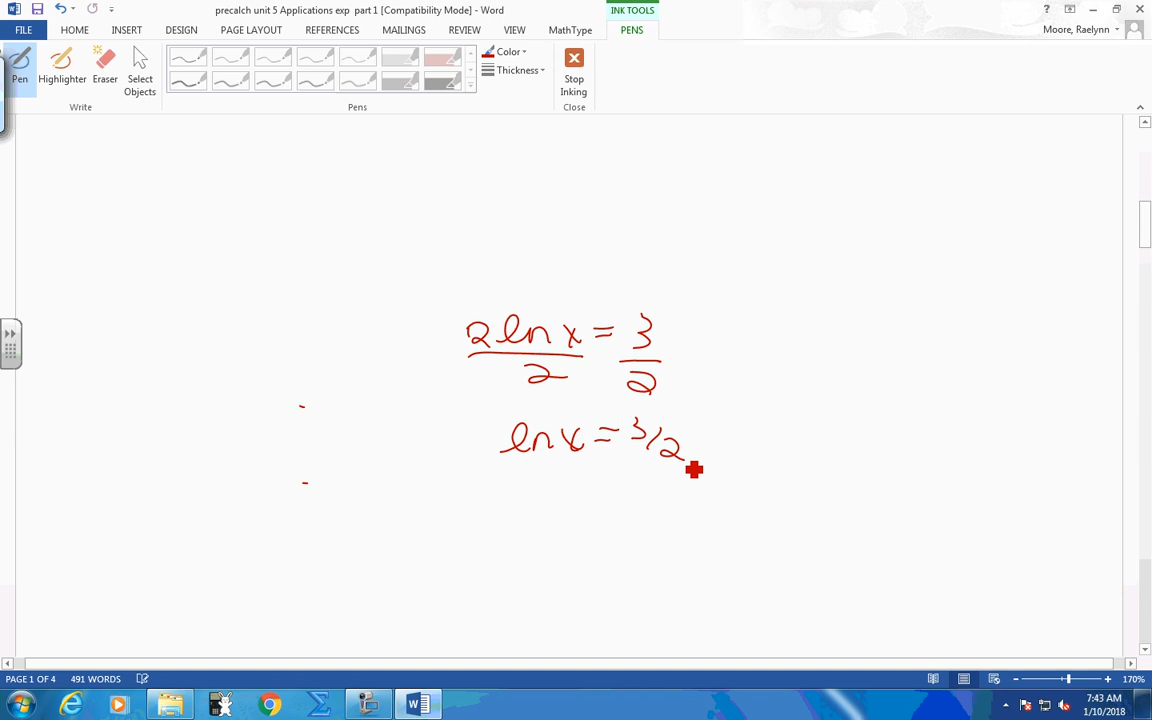 precalch unit 5 Applications exp part 1 [Compatibility Mode] - Word
INK TOOLS
?
FILE HOME INSERT DESIGN PAGE LAYOUT REFERENCES MAILINGS REVIEW VIEW MathType PENS
Moore, Raelynn
Pen Highlighter Eraser Select Objects
Color
Thickness
Stop Inking
Write Pens Close
2 ln x = 3
2 2
ln x = 3/2
PAGE 1 OF 4 491 WORDS
170%
7:43 AM
1/10/2018